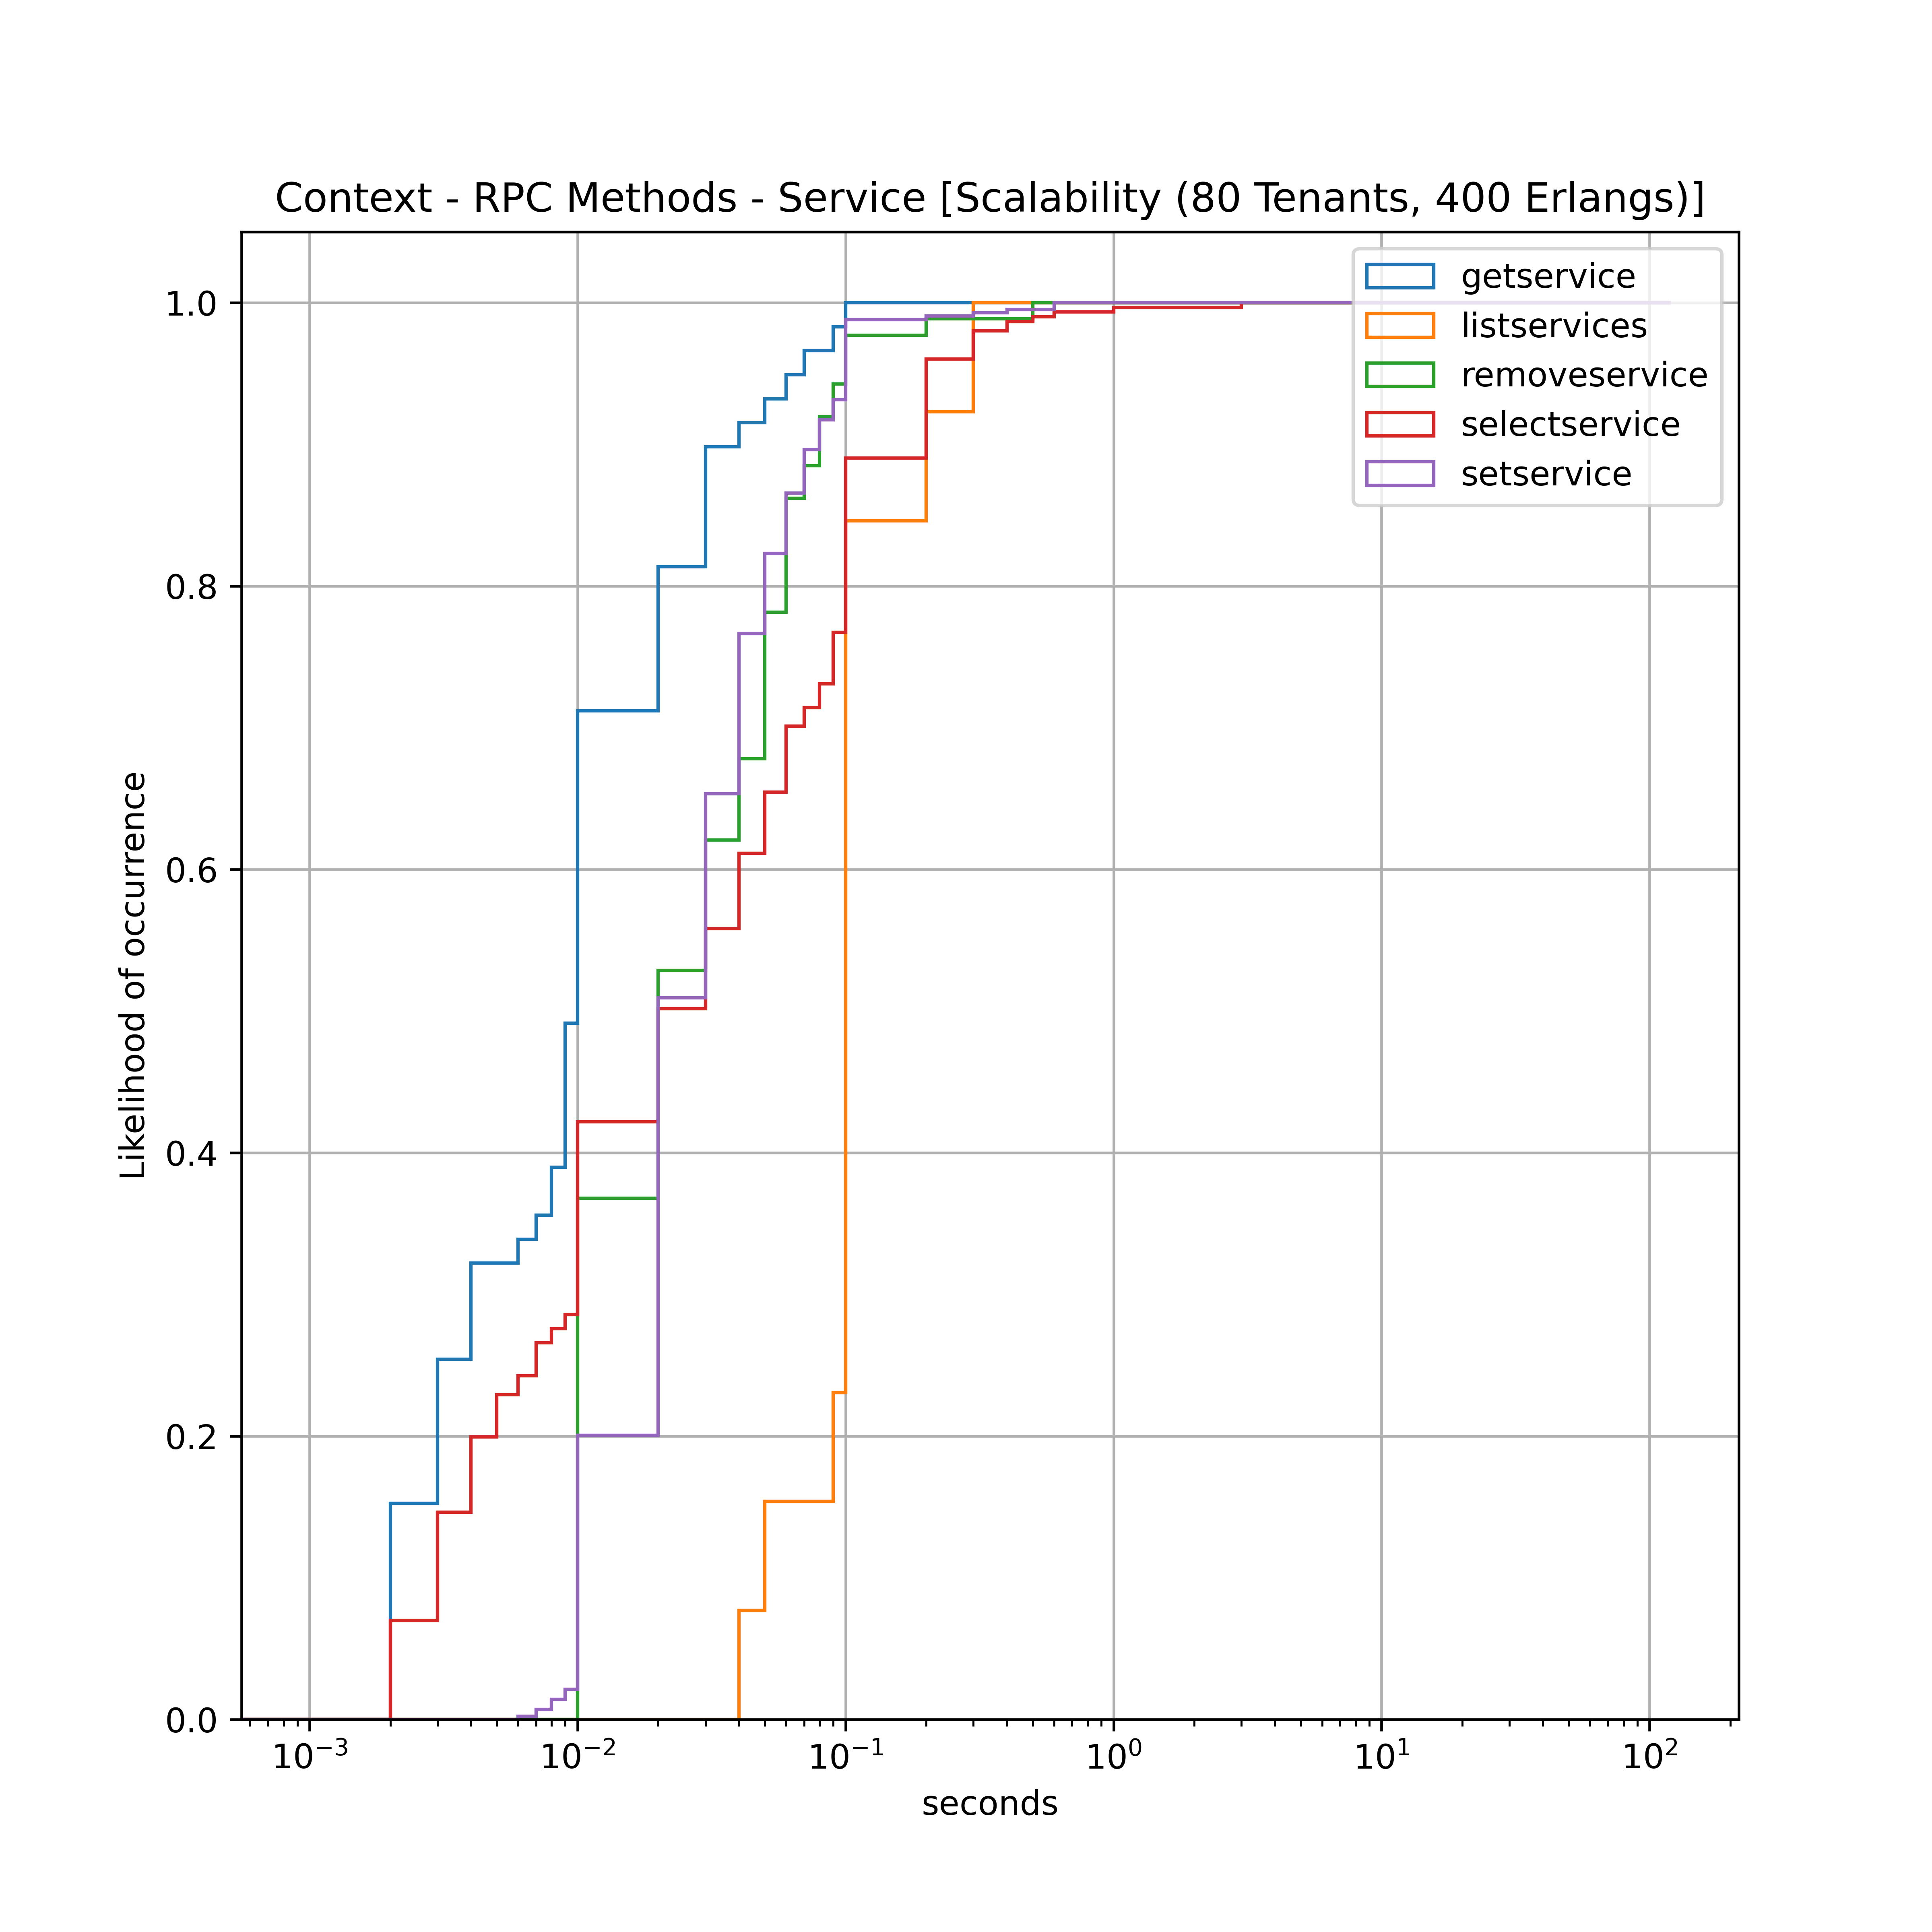 Context - RPC Methods - Service [Scalability (80 Tenants, 400 Erlangs)]
getservice
listservices
removeservice
selectservice
setservice
Likelihood of occurrence
1.0
0.8
0.6
0.4
0.2
0.0
10⁻³ 10⁻² 10⁻¹ 10⁰ 10¹ 10²
seconds